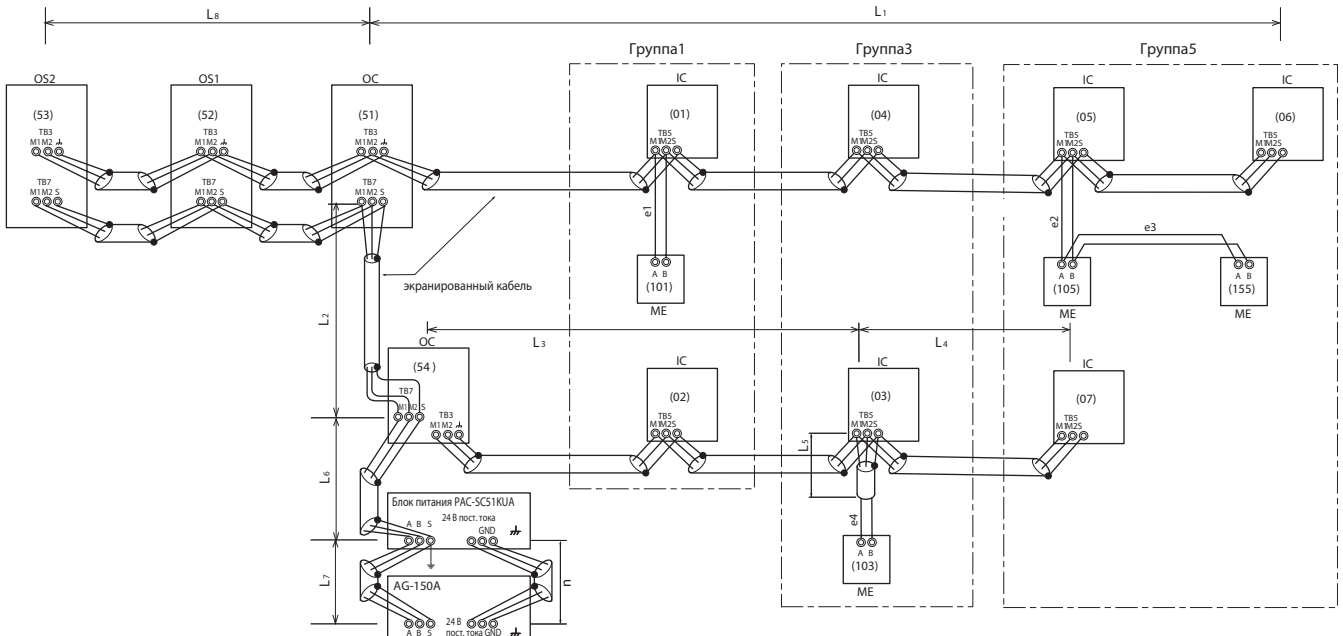 L8
L1
Группа1
Группа3
Группа5
OS2
OS1
OC
IC
IC
IC
IC
(53)
(52)
(51)
(01)
(04)
(05)
(06)
TB3
TB3
TB3
TB5
TB5
TB5
TB5
M1 M2
M1 M2
M1 M2
M1M2S
M1M2S
M1M2S
M1M2S
TB7
TB7
TB7
M1 M2 S
M1 M2 S
M1 M2 S
e1
e2
e3
экранированный кабель
A B
(101)
ME
A B
(105)
ME
A B
(155)
ME
L2
L3
L4
OC
IC
IC
IC
(54 )
(02)
(03)
(07)
TB7
M1 M2 S
TB3
M1 M2
TB5
M1M2S
TB5
M1M2S
TB5
M1M2S
L5
L6
Блок питания PAC-SC51KUA
24 В пост. тока
A B S
GND
e4
A B
(103)
ME
L7
n
AG-150A
24 В
A B S
пост. тока GND